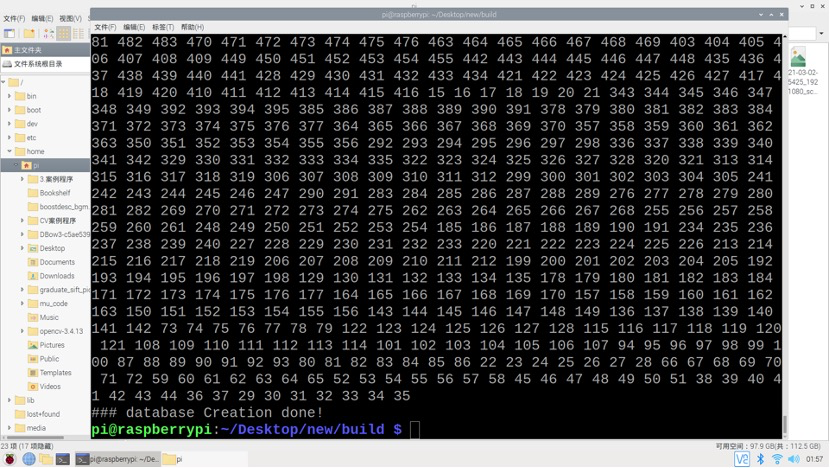 pi
pi@raspberrypi: ~/Desktop/new/build
文件(F) 编辑(E) 视图(V)
文件(F) 编辑(E) 标签(T) 帮助(H)
主文件夹
文件系统根目录
/
bin
boot
dev
etc
home
pi
3.案例程序
Bookshelf
boostdesc_bgm
CV案例程序
DBow3-c5ae539
Desktop
Documents
Downloads
graduate_sift_pic
mu_code
Music
opencv-3.4.13
Pictures
Public
Templates
Videos
lib
lost+found
media
81 482 483 470 471 472 473 474 475 476 463 464 465 466 467 468 469 403 404 405 4
06 407 408 409 449 450 451 452 453 454 455 442 443 444 445 446 447 448 435 436 4
37 438 439 440 441 428 429 430 431 432 433 434 421 422 423 424 425 426 427 417 4
18 419 420 410 411 412 413 414 415 416 15 16 17 18 19 20 21 343 344 345 346 347
348 349 392 393 394 395 385 386 387 388 389 390 391 378 379 380 381 382 383 384
371 372 373 374 375 376 377 364 365 366 367 368 369 370 357 358 359 360 361 362
363 350 351 352 353 354 355 356 292 293 294 295 296 297 298 336 337 338 339 340
341 342 329 330 331 332 333 334 335 322 323 324 325 326 327 328 320 321 313 314
315 316 317 318 319 306 307 308 309 310 311 312 299 300 301 302 303 304 305 241
242 243 244 245 246 247 290 291 283 284 285 286 287 288 289 276 277 278 279 280
281 282 269 270 271 272 273 274 275 262 263 264 265 266 267 268 255 256 257 258
259 260 261 248 249 250 251 252 253 254 185 186 187 188 189 190 191 234 235 236
237 238 239 240 227 228 229 230 231 232 233 220 221 222 223 224 225 226 213 214
215 216 217 218 219 206 207 208 209 210 211 212 199 200 201 202 203 204 205 192
193 194 195 196 197 198 129 130 131 132 133 134 135 178 179 180 181 182 183 184
171 172 173 174 175 176 177 164 165 166 167 168 169 170 157 158 159 160 161 162
163 150 151 152 153 154 155 156 143 144 145 146 147 148 149 136 137 138 139 140
141 142 73 74 75 76 77 78 79 122 123 124 125 126 127 128 115 116 117 118 119 120
121 108 109 110 111 112 113 114 101 102 103 104 105 106 107 94 95 96 97 98 99 1
00 87 88 89 90 91 92 93 80 81 82 83 84 85 86 22 23 24 25 26 27 28 66 67 68 69 70
71 72 59 60 61 62 63 64 65 52 53 54 55 56 57 58 45 46 47 48 49 50 51 38 39 40 4
1 42 43 44 36 37 29 30 31 32 33 34 35
### database Creation done!
pi@raspberrypi:~/Desktop/new/build $
21-03-02-
5425_192
1080_sc...
23 项 (17 项隐藏)
可用空间：97.9 GB(共：112.5 GB)
pi@raspberrypi: ~/De...
pi
01:57